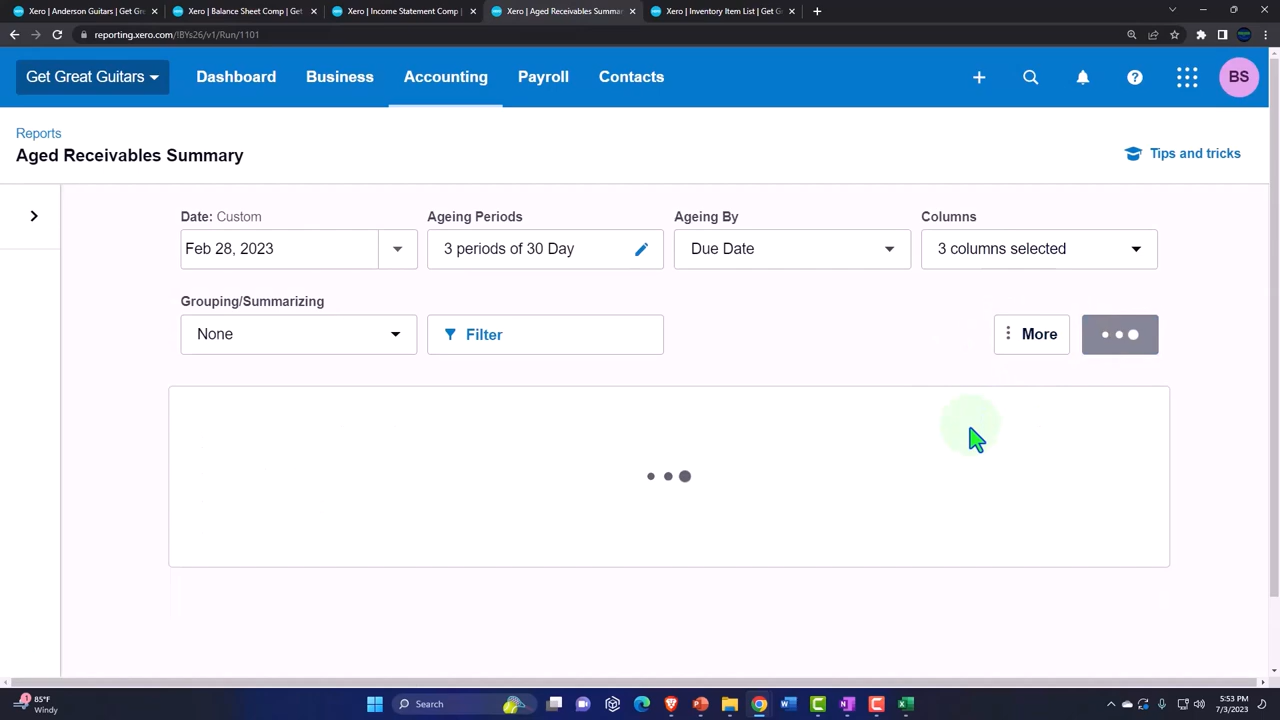 Xero | Anderson Guitars | Get Gre
Xero | Balance Sheet Comp | Get
Xero | Income Statement Comp |
Xero | Aged Receivables Summar
Xero | Inventory Item List | Get G
reporting.xero.com/!BYs26/v1/Run/1101
Get Great Guitars
Dashboard
Business
Accounting
Payroll
Contacts
BS
Reports
Aged Receivables Summary
Tips and tricks
Date: Custom
Ageing Periods
Ageing By
Columns
Feb 28, 2023
3 periods of 30 Day
Due Date
3 columns selected
Grouping/Summarizing
None
Filter
More
1
85°F
Windy
Search
5:53 PM
7/3/2023